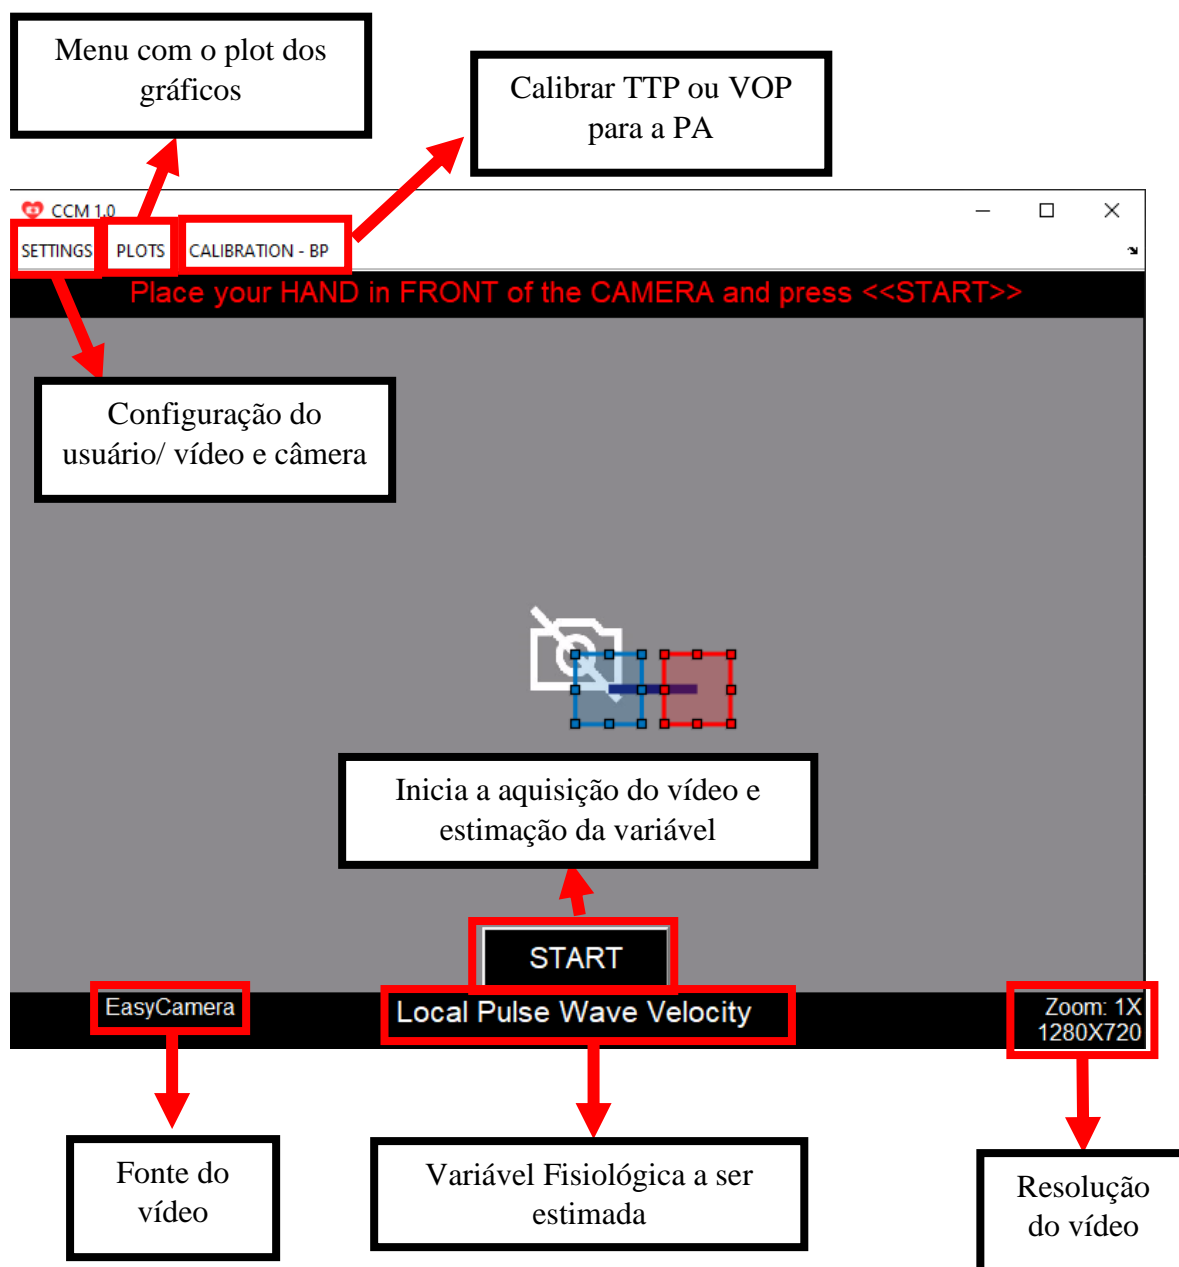 Menu com o plot dos
gráficos
Calibrar TTP ou VOP
para a PA
CCM 1.0
SETTINGS
PLOTS
CALIBRATION - BP
Place your HAND in FRONT of the CAMERA and press <<START>>
Configuração do
usuário/ vídeo e câmera
Inicia a aquisição do vídeo e
estimação da variável
START
EasyCamera
Local Pulse Wave Velocity
Zoom: 1X
1280X720
Fonte do
vídeo
Variável Fisiológica a ser
estimada
Resolução
do vídeo